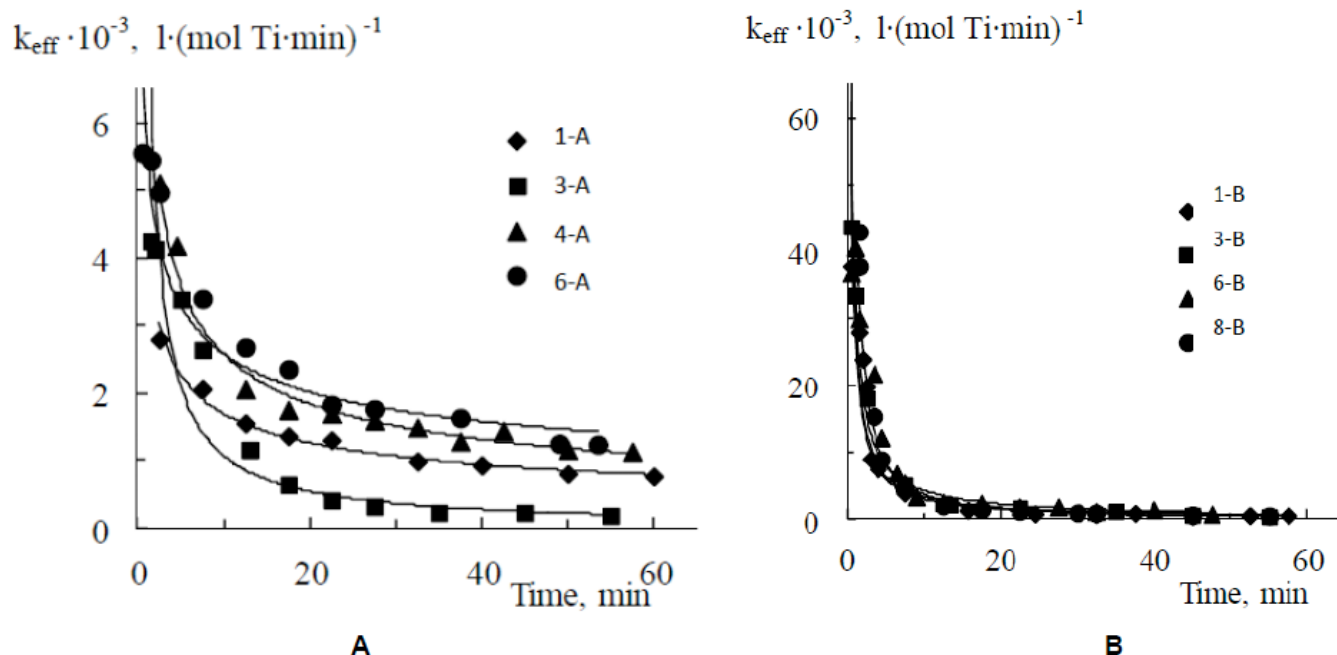 k_eff ·10⁻³, l·(mol Ti·min)⁻¹
6
4
2
0
0
20
40
60
Time, min
1-A
3-A
4-A
6-A
A
k_eff ·10⁻³, l·(mol Ti·min)⁻¹
60
40
20
0
0
20
40
60
Time, min
1-B
3-B
6-B
8-B
B